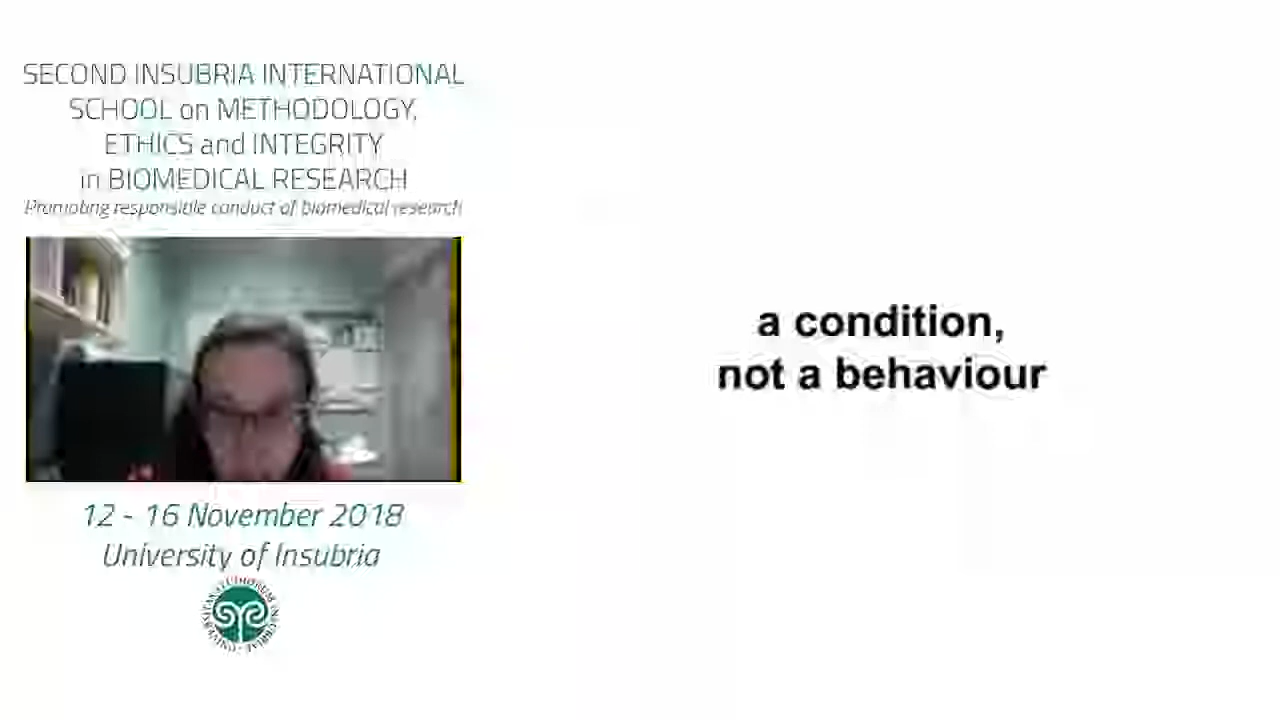 SECOND INSUBRIA INTERNATIONAL
SCHOOL on METHODOLOGY,
ETHICS and INTEGRITY
in BIOMEDICAL RESEARCH
Promoting responsible conduct of biomedical research
12 - 16 November 2018
University of Insubria
a condition,
not a behaviour